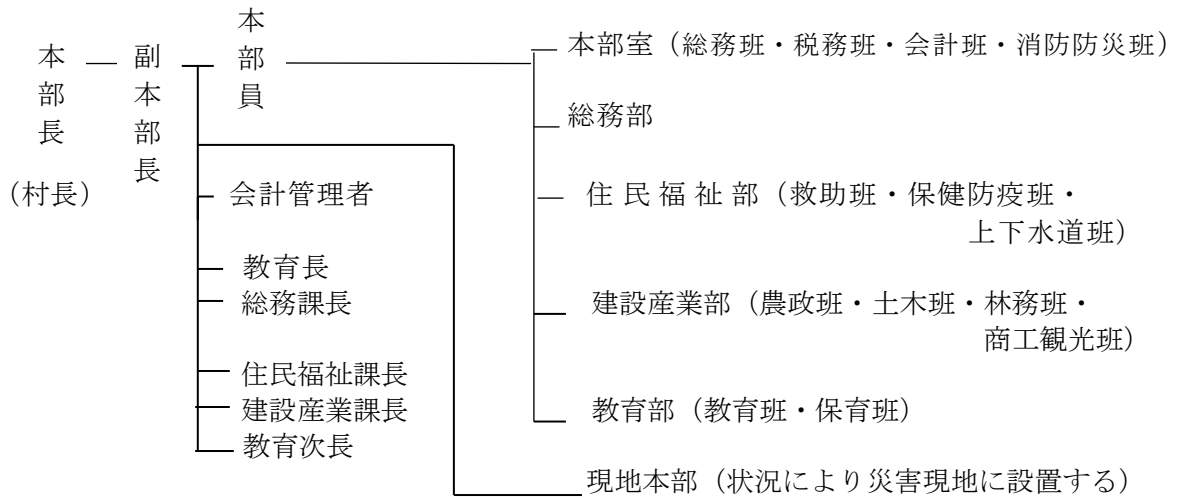 本部長
（村長）
副本部長
本部員
会計管理者
教育長
総務課長
住民福祉課長
建設産業課長
教育次長
本部室（総務班・税務班・会計班・消防防災班）
総務部
住民福祉部（救助班・保健防疫班・
上下水道班）
建設産業部（農政班・土木班・林務班・
商工観光班）
教育部（教育班・保育班）
現地本部（状況により災害現地に設置する）